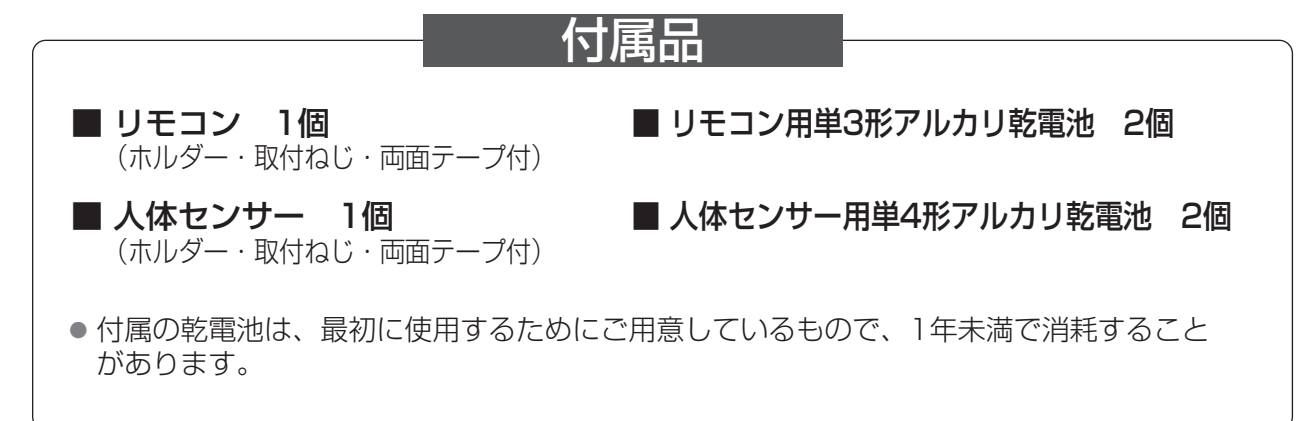 付属品
■ リモコン　1個
（ホルダー・取付ねじ・両面テープ付）
■ リモコン用単3形アルカリ乾電池　2個
■ 人体センサー　1個
（ホルダー・取付ねじ・両面テープ付）
■ 人体センサー用単4形アルカリ乾電池　2個
● 付属の乾電池は、最初に使用するためにご用意しているもので、1年未満で消耗すること
があります。